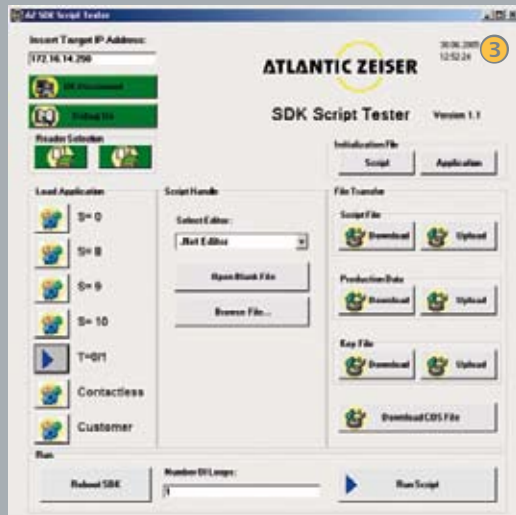 AZ SDK Script Tester
Insert Target IP Address:
172.16.14.250
30.06.2005
12:52:24
3
ATLANTIC ZEISER
SDK Script Tester
Version 1.1
Reader Selection
Initialization File
Script
Application
Load Application
S= 0
S= 8
S= 9
S= 10
T=0/1
Contactless
Customer
Script Handle
Select Editor:
.Net Editor
Open Blank File
Browse File...
File Transfer
Script File
Download
Upload
Production Data
Download
Upload
Key File
Download
Upload
Download COS File
Run
Reboot SDK
Number Of Loops:
1
Run Script